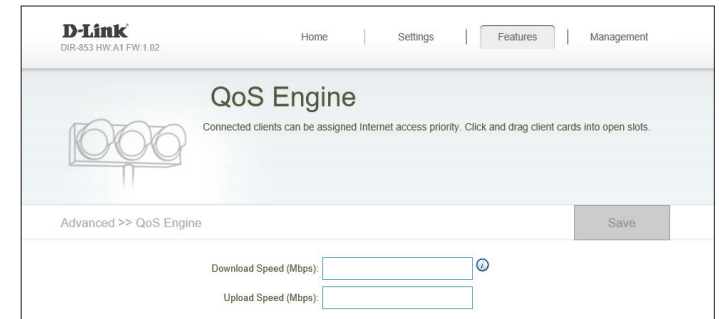 D-Link
DIR-853 HW:A1 FW:1.02
Home | Settings | Features | Management
QoS Engine
Connected clients can be assigned Internet access priority. Click and drag client cards into open slots.
Advanced >> QoS Engine
Save
Download Speed (Mbps):
Upload Speed (Mbps):